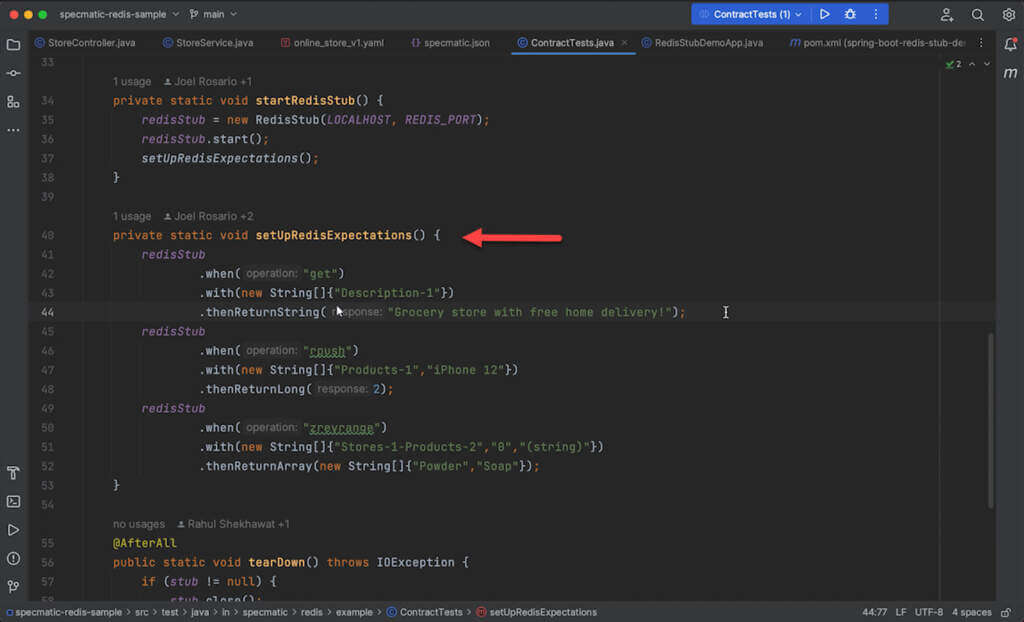 specmatic-redis-sample main ContractTests (1)
StoreController.java StoreService.java online_store_v1.yaml specmatic.json ContractTests.java RedisStubDemoApp.java pom.xml (spring-boot-redis-stub-de
33 2
1 usage Joel Rosario +1
34 private static void startRedisStub() {
35 redisStub = new RedisStub(LOCALHOST, REDIS_PORT);
36 redisStub.start();
37 setUpRedisExpectations();
38 }
39
1 usage Joel Rosario +2
40 private static void setUpRedisExpectations() {
41 redisStub
42 .when( operation: "get")
43 .with(new String[]{"Description-1"})
44 .thenReturnString( response: "Grocery store with free home delivery!");
45 redisStub
46 .when( operation: "rpush")
47 .with(new String[]{"Products-1","iPhone 12"})
48 .thenReturnLong( response: 2);
49 redisStub
50 .when( operation: "zrevrange")
51 .with(new String[]{"Stores-1-Products-2","0","(string)"})
52 .thenReturnArray(new String[]{"Powder","Soap"});
53 }
54
no usages Rahul Shekhawat +1
55 @AfterAll
56 public static void tearDown() throws IOException {
57 if (stub != null) {
58 stub.close();
specmatic-redis-sample > src > test > java > in > specmatic > redis > example > ContractTests > setUpRedisExpectations 44:77 LF UTF-8 4 spaces